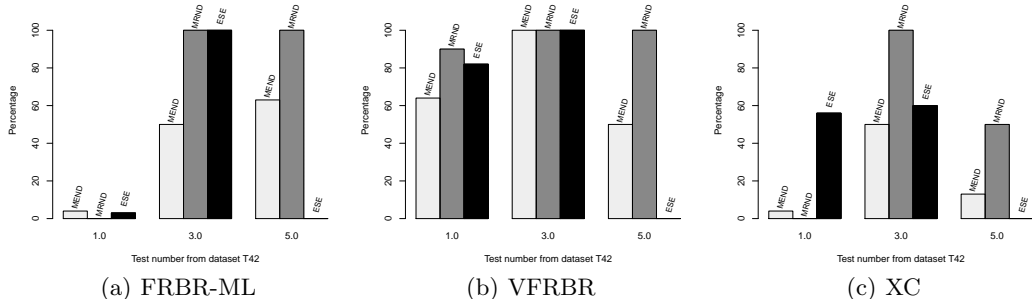 Percentage
0 20 40 60 80 100
MEND MRND ESE
MEND MRND ESE
MEND MRND ESE
1.0 3.0 5.0
Test number from dataset T42
(a) FRBR-ML
Percentage
0 20 40 60 80 100
MEND MRND ESE
MEND MRND ESE
MEND MRND ESE
1.0 3.0 5.0
Test number from dataset T42
(b) VFRBR
Percentage
0 20 40 60 80 100
MEND MRND ESE
MEND MRND ESE
MEND MRND ESE
1.0 3.0 5.0
Test number from dataset T42
(c) XC